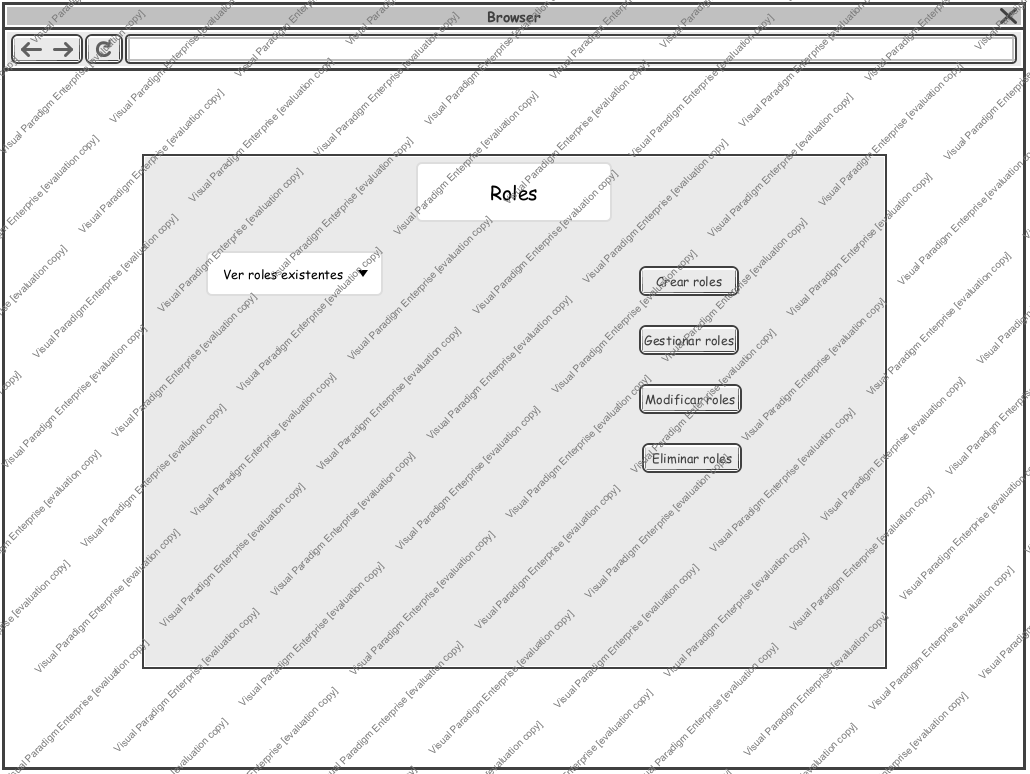 Browser
Roles
Ver roles existentes
Crear roles
Gestionar roles
Modificar roles
Eliminar roles
Visual Paradigm Enterprise [evaluation copy]